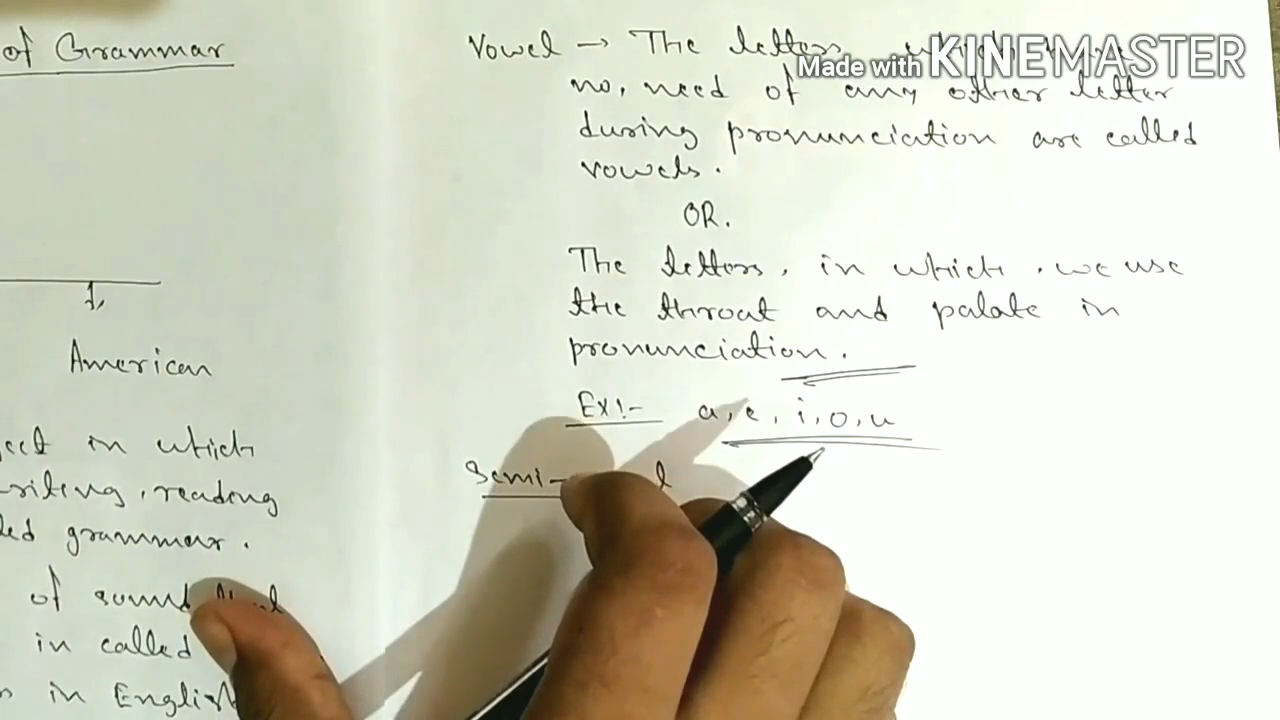 of Grammar
American
in which
writing, reading
grammar.
of sound
in called
in English
Vowel → The letters which
Made with KINEMASTER
no, need of any other letter
during pronunciation are called
vowels.
OR.
The letters, in which, we use
the throat and palate in
pronunciation.
Ex:- a, e, i, o, u
Semi-